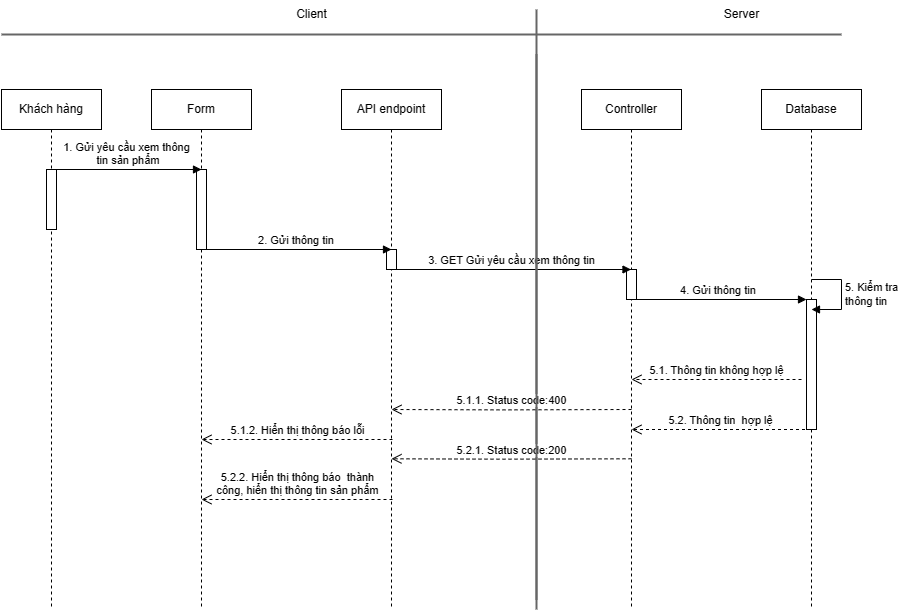 Client
Server
Khách hàng
Form
API endpoint
Controller
Database
1. Gửi yêu cầu xem thông
tin sản phẩm
2. Gửi thông tin
3. GET Gửi yêu cầu xem thông tin
4. Gửi thông tin
5. Kiểm tra
thông tin
5.1. Thông tin không hợp lệ
5.1.1. Status code:400
5.2. Thông tin hợp lệ
5.1.2. Hiển thị thông báo lỗi
5.2.1. Status code:200
5.2.2. Hiển thị thông báo thành
công, hiển thị thông tin sản phẩm